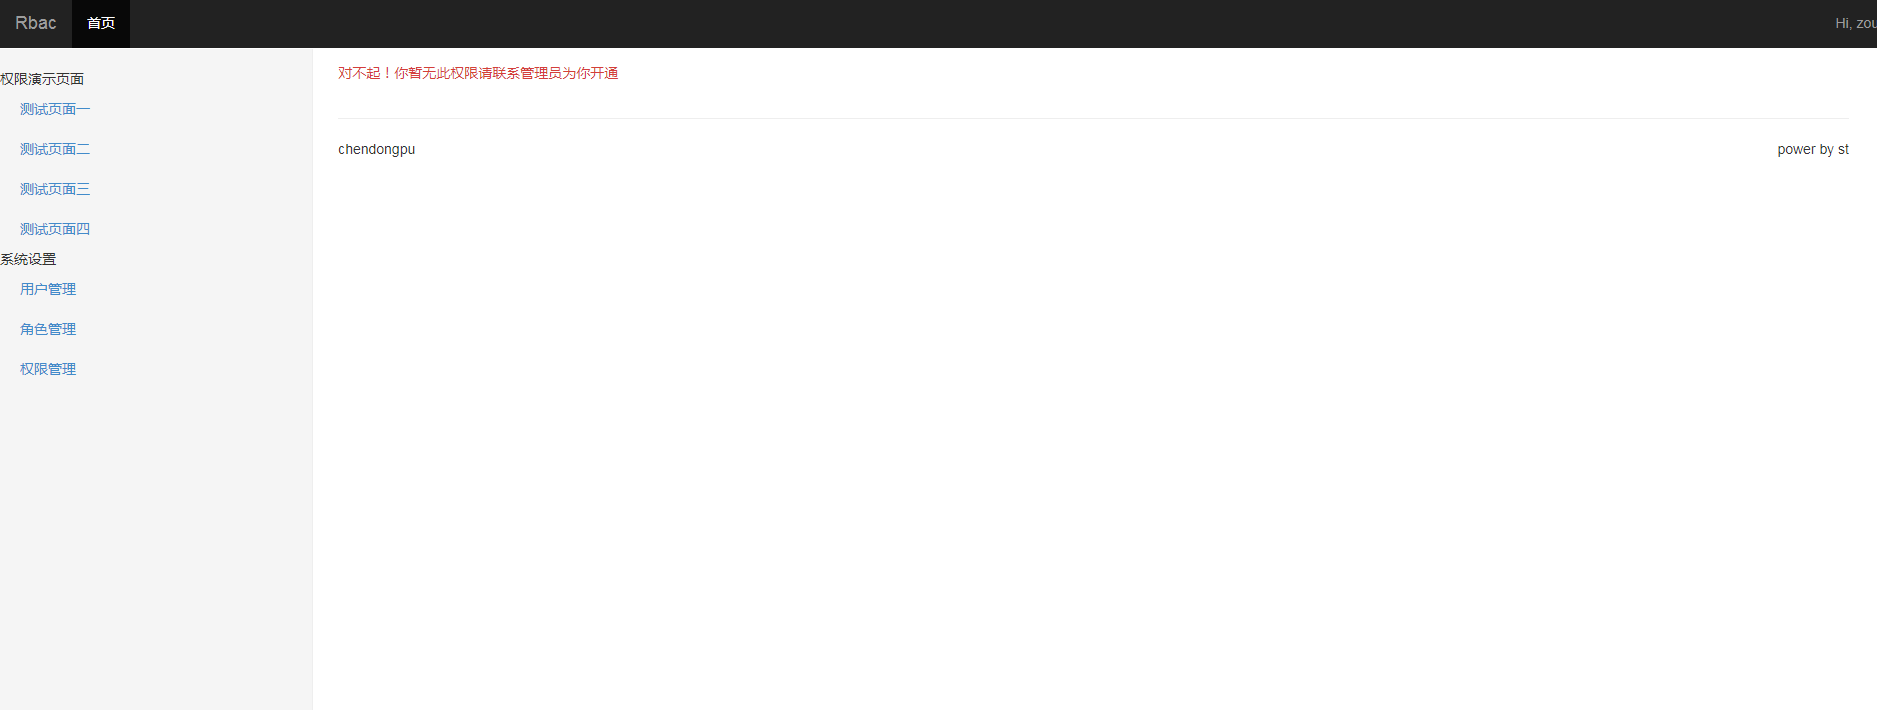 Rbac 首页 Hi, zou
权限演示页面
测试页面一
测试页面二
测试页面三
测试页面四
系统设置
用户管理
角色管理
权限管理
对不起！你暂无此权限请联系管理员为你开通
chendongpu power by st